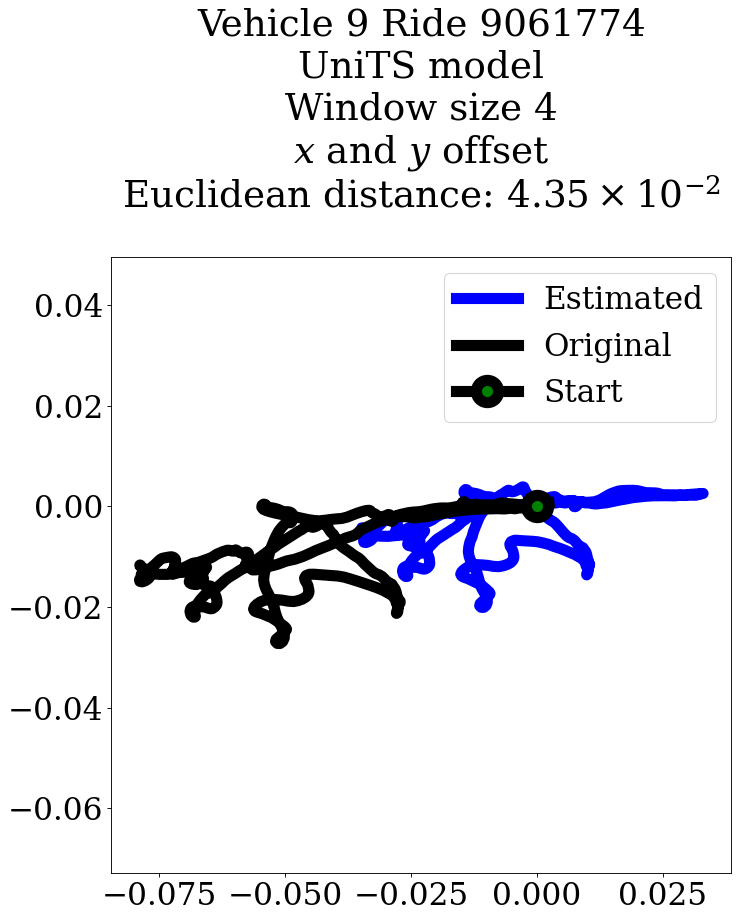 Vehicle 9 Ride 9061774
UniTS model
Window size 4
x and y offset
Euclidean distance: 4.35 × 10⁻²
Estimated
Original
Start
0.04
0.02
0.00
−0.02
−0.04
−0.06
−0.075 −0.050 −0.025 0.000 0.025